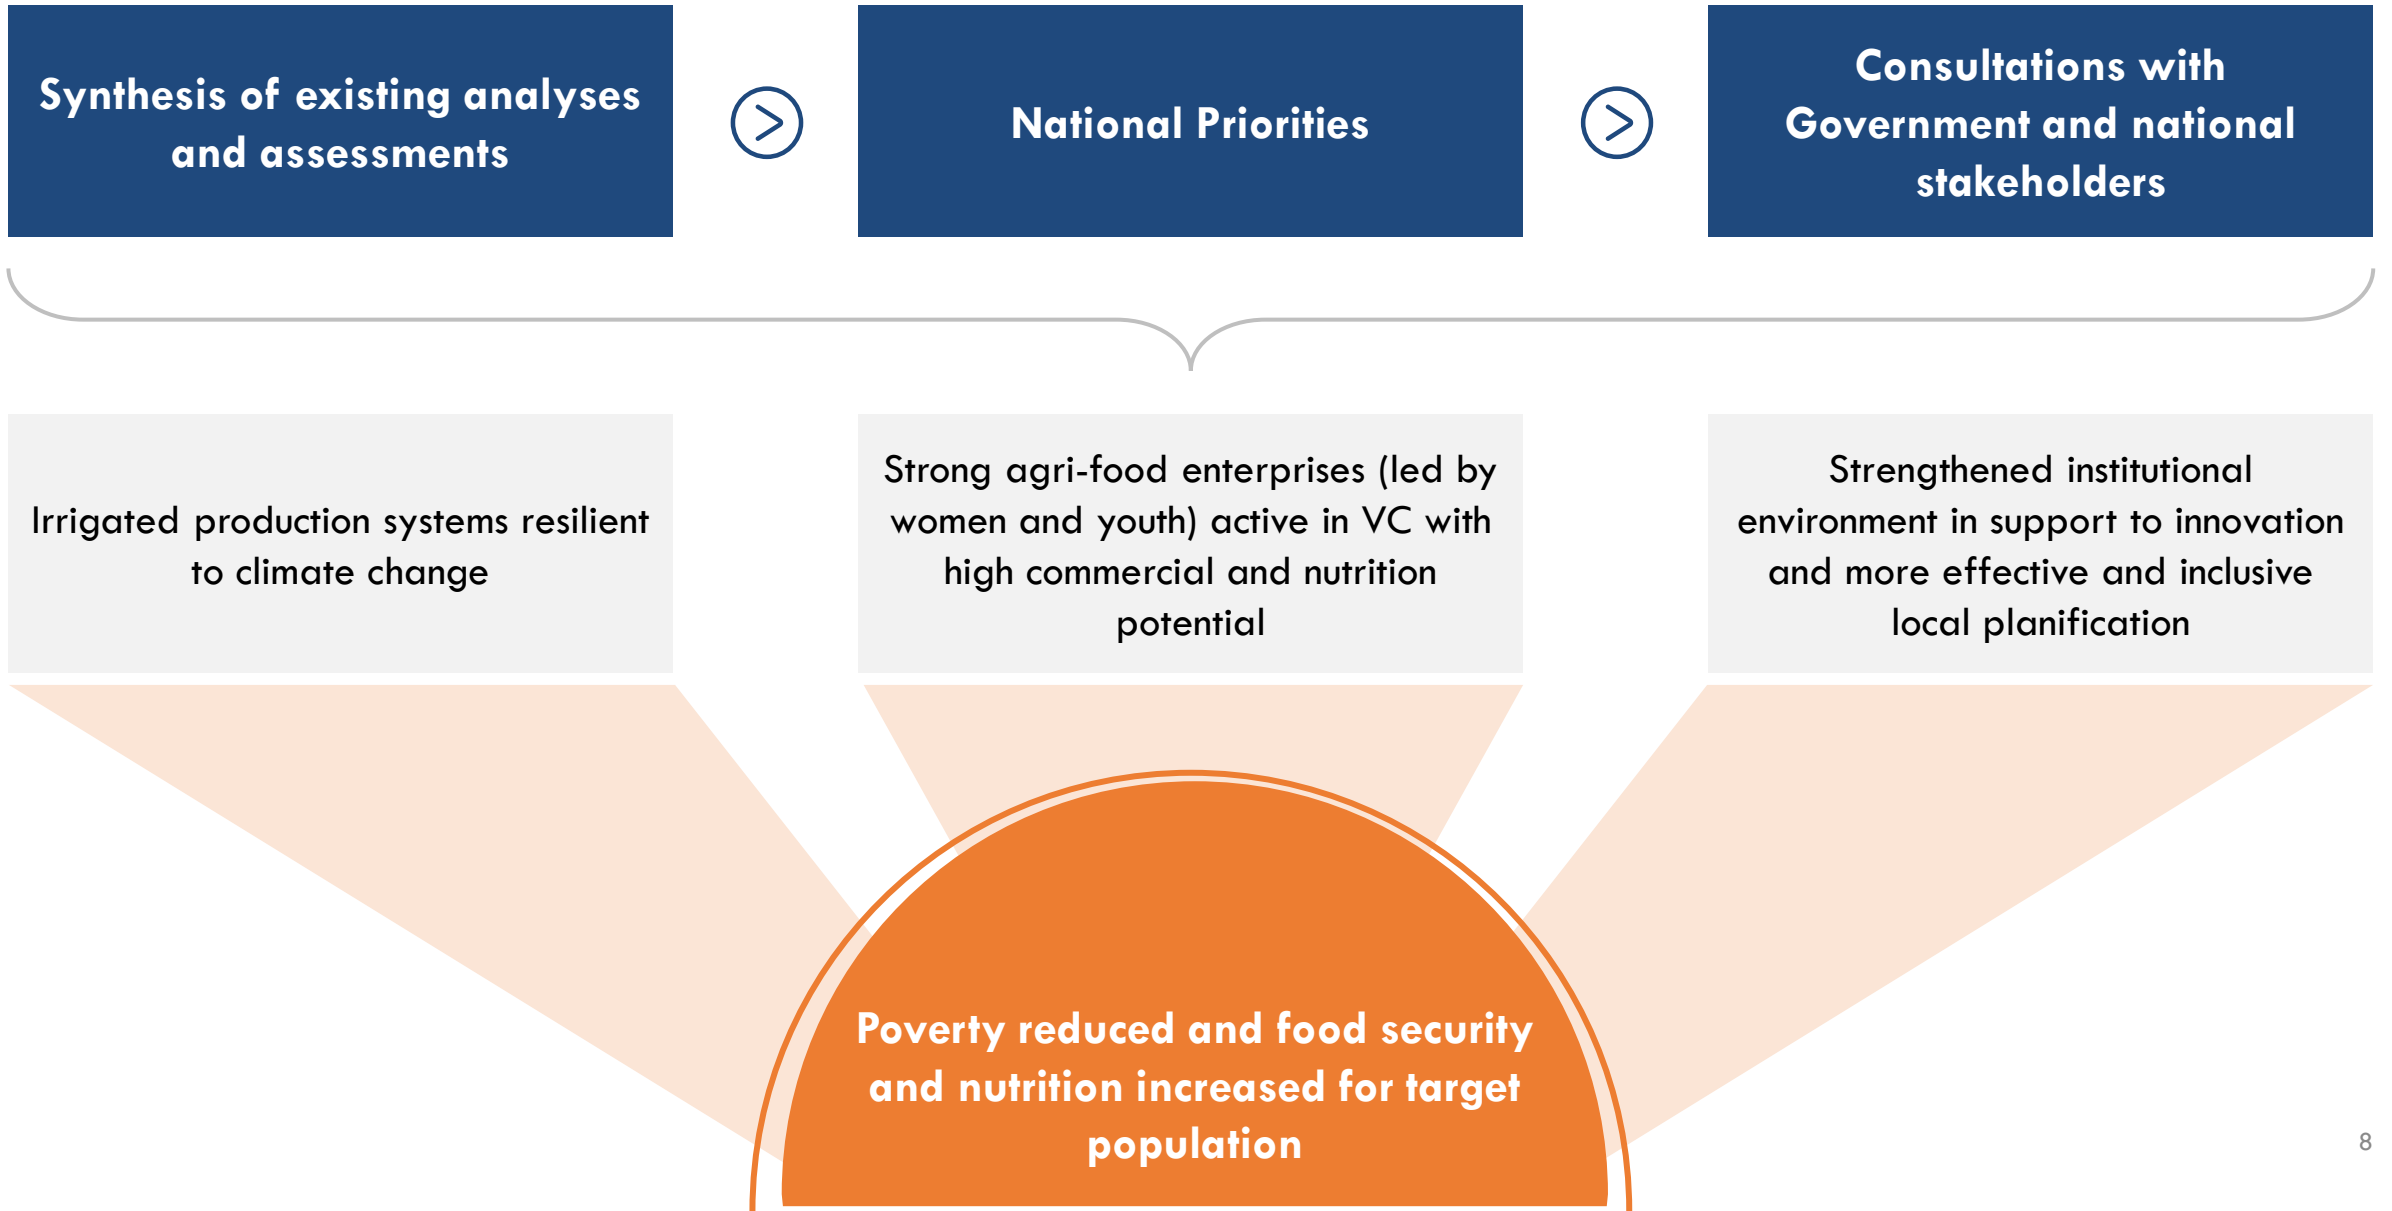 Synthesis of existing analyses
and assessments
National Priorities
Consultations with
Government and national
stakeholders
Irrigated production systems resilient
to climate change
Strong agri-food enterprises (led by
women and youth) active in VC with
high commercial and nutrition
potential
Strengthened institutional
environment in support to innovation
and more effective and inclusive
local planification
Poverty reduced and food security
and nutrition increased for target
population
8